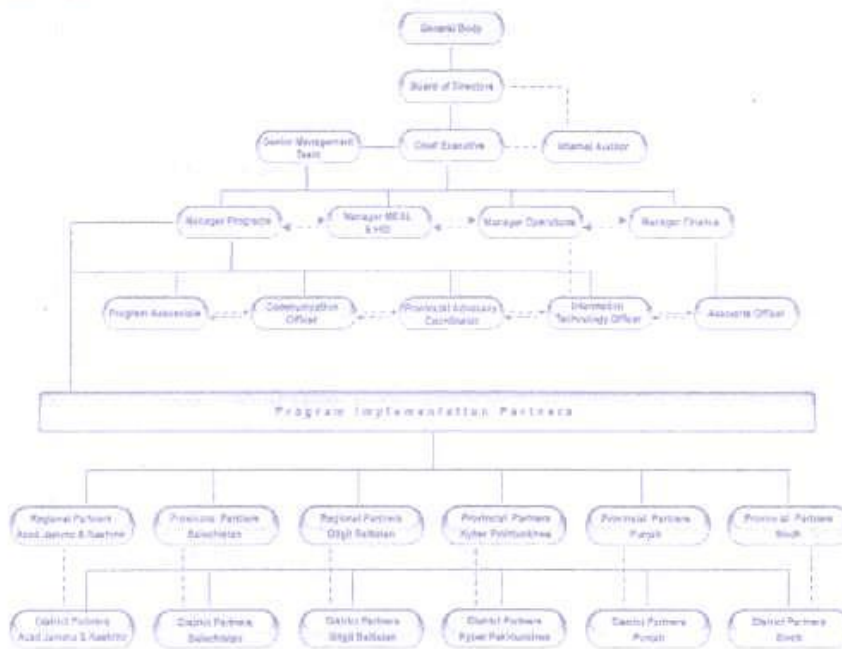 General Body
Board of Directors
Senior Management
Team
Chief Executive
Internal Auditor
Manager Programs
Manager MEAL
&
Manager Operations
Manager Finance
Program Associate
Communication
Officer
Provincial Advocacy
Coordinator
Information
Technology Officer
Accounts Officer
Program Implementation Partners
Regional Partners
Azad Jammu & Kashmir
Provincial Partners
Balochistan
Regional Partners
Gilgit Baltistan
Provincial Partners
Kyber Pakhtunkhwa
Provincial Partners
Punjab
Provincial Partners
Sindh
District Partners
Azad Jammu & Kashmir
District Partners
Balochistan
District Partners
Gilgit Baltistan
District Partners
Kyber Pakhtunkhwa
District Partners
Punjab
District Partners
Sindh